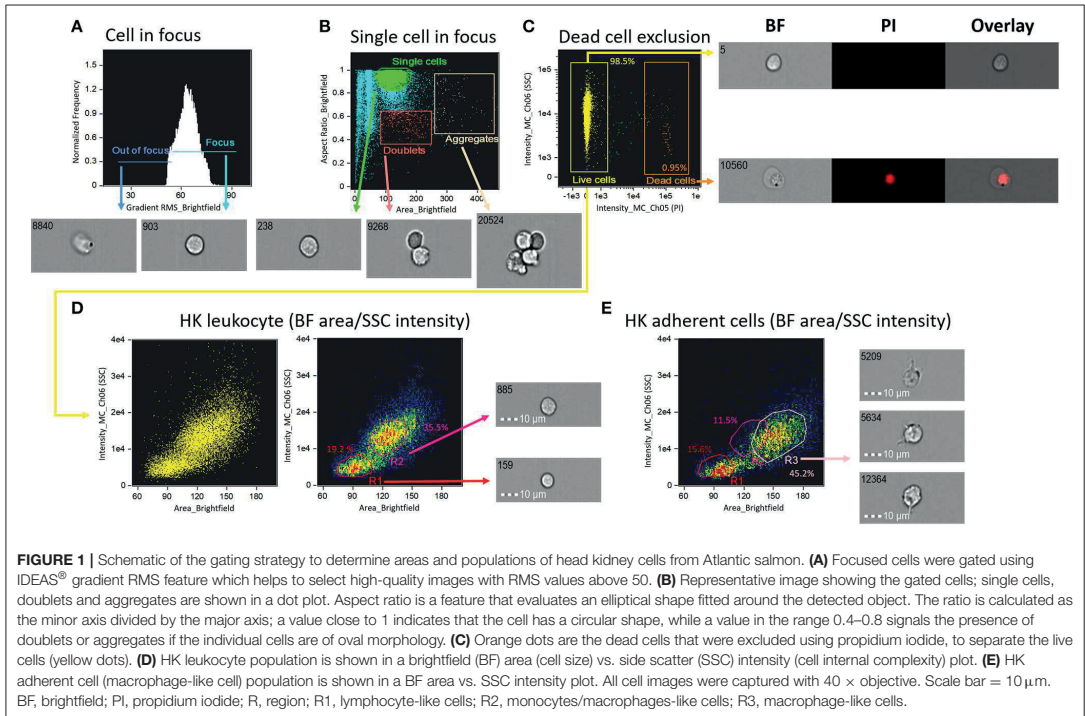 A
Cell in focus
Normalized Frequency
1.5
1.2
0.9
0.6
0.3
0
Out of focus
Focus
0 30 60 90
Gradient RMS_Brightfield
B
Single cell in focus
Aspect Ratio_Brightfield
1
0.8
0.6
0.4
0.2
0
Single cells
Doublets
Aggregates
0 100 200 300 400
Area_Brightfield
C
Dead cell exclusion
Intensity_MC_Ch06 (SSC)
1e5
1e4
1e3
0
98.5%
0.95%
Live cells
Dead cells
-1e3 0 1e3 1e4 1e5
Intensity_MC_Ch05 (PI)
BF PI Overlay
5
10560
8840
903
238
9268
20524
D
HK leukocyte (BF area/SSC intensity)
Intensity_MC_Ch06 (SSC)
4e4
3e4
2e4
1e4
0
60 90 120 150 180
Area_Brightfield
Intensity_MC_Ch06 (SSC)
4e4
3e4
2e4
1e4
0
19.2 %
35.5%
R2
R1
60 90 120 150 180
Area_Brightfield
885
10 µm
159
10 µm
E
HK adherent cells (BF area/SSC intensity)
Intensity_MC_Ch06 (SSC)
4e4
3e4
2e4
1e4
0
11.5%
15.6%
R1
R3
45.2%
60 90 120 150 180
Area_Brightfield
5209
10 µm
5634
10 µm
12364
10 µm
FIGURE 1 | Schematic of the gating strategy to determine areas and populations of head kidney cells from Atlantic salmon. (A) Focused cells were gated using
IDEAS® gradient RMS feature which helps to select high-quality images with RMS values above 50. (B) Representative image showing the gated cells; single cells,
doublets and aggregates are shown in a dot plot. Aspect ratio is a feature that evaluates an elliptical shape fitted around the detected object. The ratio is calculated as
the minor axis divided by the major axis; a value close to 1 indicates that the cell has a circular shape, while a value in the range 0.4–0.8 signals the presence of
doublets or aggregates if the individual cells are of oval morphology. (C) Orange dots are the dead cells that were excluded using propidium iodide, to separate the live
cells (yellow dots). (D) HK leukocyte population is shown in a brightfield (BF) area (cell size) vs. side scatter (SSC) intensity (cell internal complexity) plot. (E) HK
adherent cell (macrophage-like cell) population is shown in a BF area vs. SSC intensity plot. All cell images were captured with 40 × objective. Scale bar = 10 µm.
BF, brightfield; PI, propidium iodide; R, region; R1, lymphocyte-like cells; R2, monocytes/macrophages-like cells; R3, macrophage-like cells.